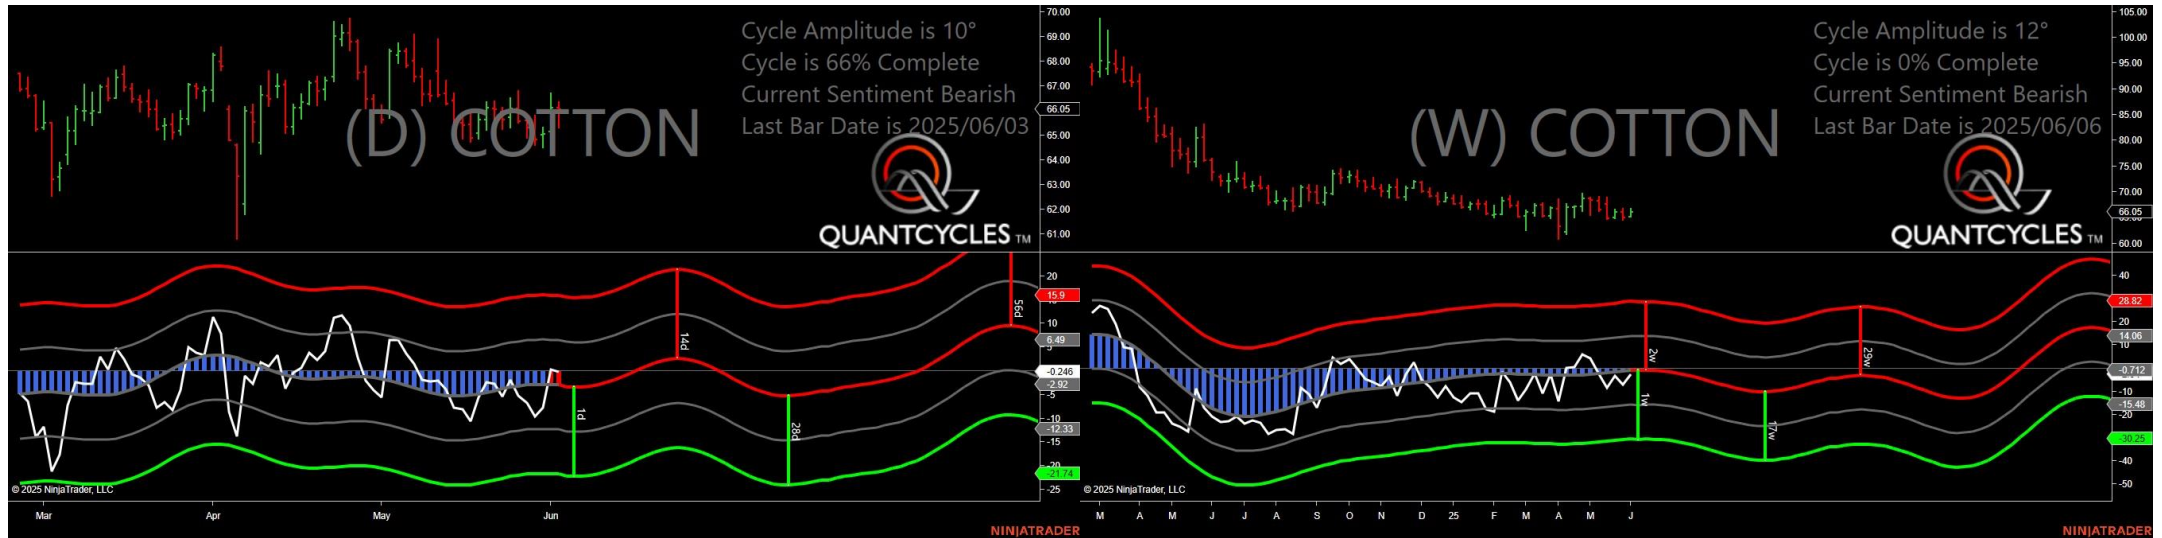 Cycle Amplitude is 10°
Cycle is 66% Complete
Current Sentiment Bearish
Last Bar Date is 2025/06/03
(D) COTTON
QUANTCYCLES TM
70.00
69.00
68.00
67.00
66.05
65.00
64.00
63.00
62.00
61.00
20
15.9
10
6.49
-0.246
-2.92
-5
-10
-12.33
-15
-21.74
-25
14d
56d
1d
28d
© 2025 NinjaTrader, LLC
Mar Apr May Jun
NINJATRADER
Cycle Amplitude is 12°
Cycle is 0% Complete
Current Sentiment Bearish
Last Bar Date is 2025/06/06
(W) COTTON
QUANTCYCLES TM
105.00
100.00
95.00
90.00
85.00
80.00
75.00
70.00
66.05
60.00
40
28.82
20
14.06
10
-0.712
-10
-15.48
-20
-30.25
-40
-50
2w
29w
1w
17w
© 2025 NinjaTrader, LLC
M A M J J A S O N D 25 F M A M J
NINJATRADER